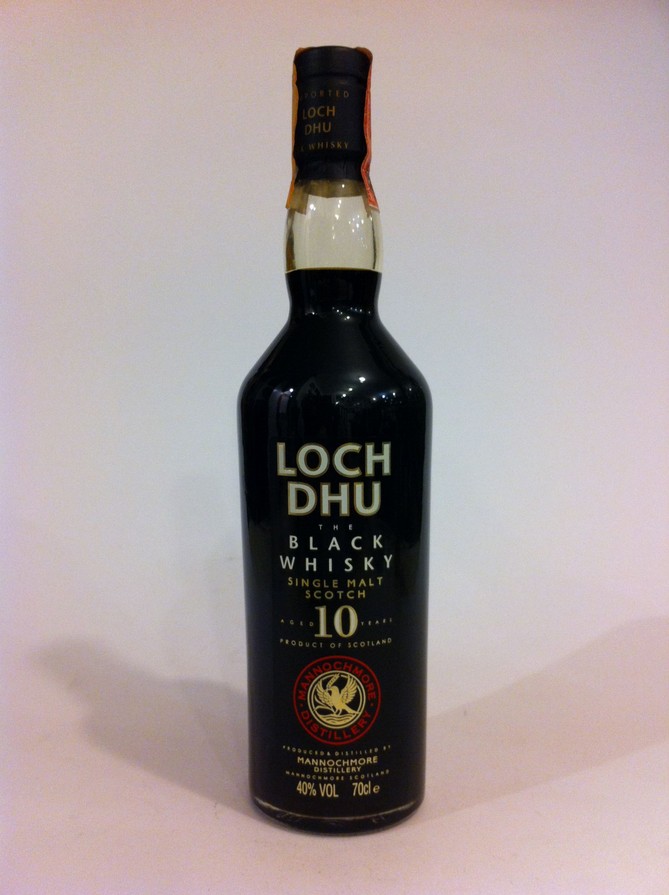 LOCH
DHU
WHISKY
LOCH
DHU
THE
BLACK
WHISKY
SINGLE MALT
SCOTCH
AGED 10 YEARS
PRODUCT OF SCOTLAND
MANNOCHMORE
DISTILLERY
PRODUCED & DISTILLED BY
MANNOCHMORE
DISTILLERY
MANNOCHMORE SCOTLAND
40% VOL 70cl e